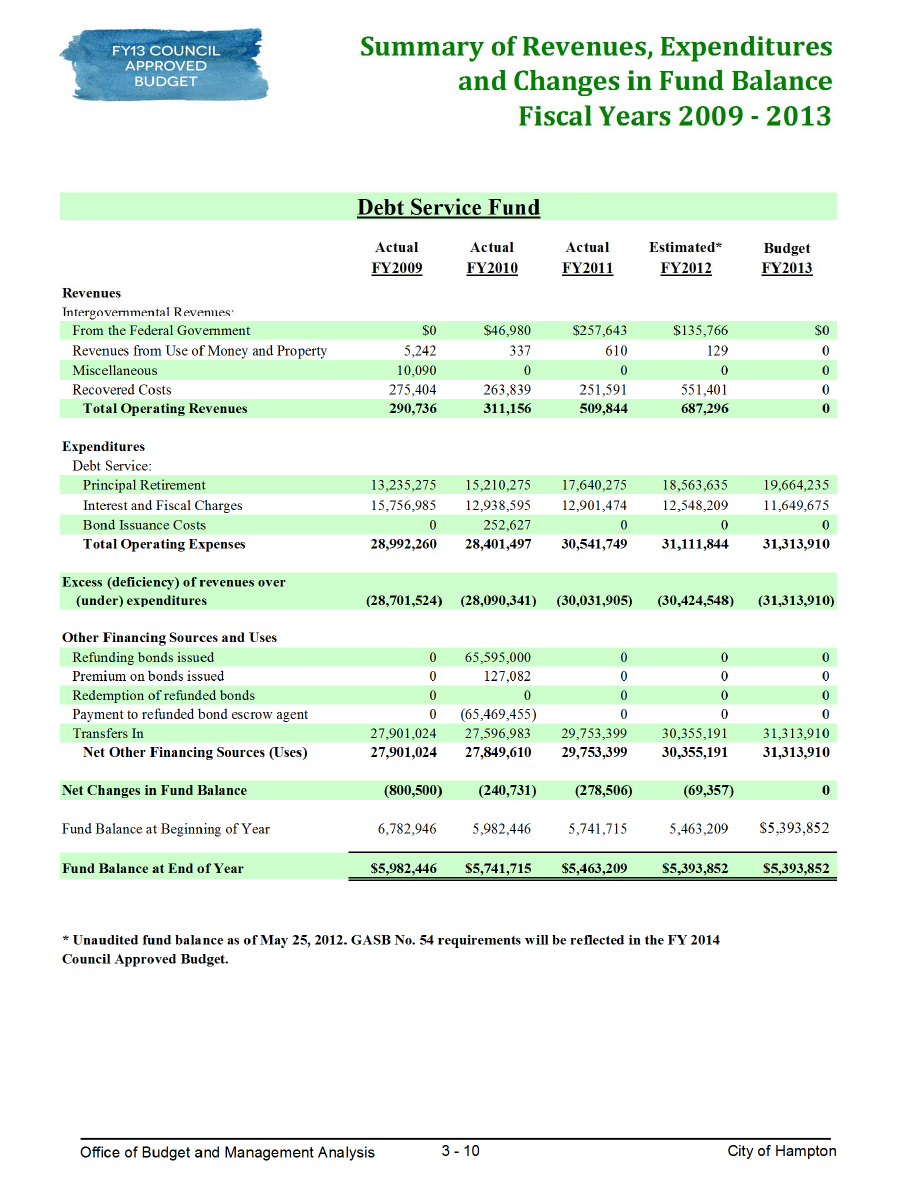 FY13 COUNCIL
APPROVED
BUDGET
Summary of Revenues, Expenditures
and Changes in Fund Balance
Fiscal Years 2009 - 2013
Debt Service Fund
Actual Actual Actual Estimated* Budget
FY2009 FY2010 FY2011 FY2012 FY2013
Revenues
Intergovernmental Revenues:
From the Federal Government $0 $46,980 $257,643 $135,766 $0
Revenues from Use of Money and Property 5,242 337 610 129 0
Miscellaneous 10,090 0 0 0 0
Recovered Costs 275,404 263,839 251,591 551,401 0
Total Operating Revenues 290,736 311,156 509,844 687,296 0
Expenditures
Debt Service:
Principal Retirement 13,235,275 15,210,275 17,640,275 18,563,635 19,664,235
Interest and Fiscal Charges 15,756,985 12,938,595 12,901,474 12,548,209 11,649,675
Bond Issuance Costs 0 252,627 0 0 0
Total Operating Expenses 28,992,260 28,401,497 30,541,749 31,111,844 31,313,910
Excess (deficiency) of revenues over
(under) expenditures (28,701,524) (28,090,341) (30,031,905) (30,424,548) (31,313,910)
Other Financing Sources and Uses
Refunding bonds issued 0 65,595,000 0 0 0
Premium on bonds issued 0 127,082 0 0 0
Redemption of refunded bonds 0 0 0 0 0
Payment to refunded bond escrow agent 0 (65,469,455) 0 0 0
Transfers In 27,901,024 27,596,983 29,753,399 30,355,191 31,313,910
Net Other Financing Sources (Uses) 27,901,024 27,849,610 29,753,399 30,355,191 31,313,910
Net Changes in Fund Balance (800,500) (240,731) (278,506) (69,357) 0
Fund Balance at Beginning of Year 6,782,946 5,982,446 5,741,715 5,463,209 $5,393,852
Fund Balance at End of Year $5,982,446 $5,741,715 $5,463,209 $5,393,852 $5,393,852
* Unaudited fund balance as of May 25, 2012. GASB No. 54 requirements will be reflected in the FY 2014
Council Approved Budget.
Office of Budget and Management Analysis 3 - 10 City of Hampton